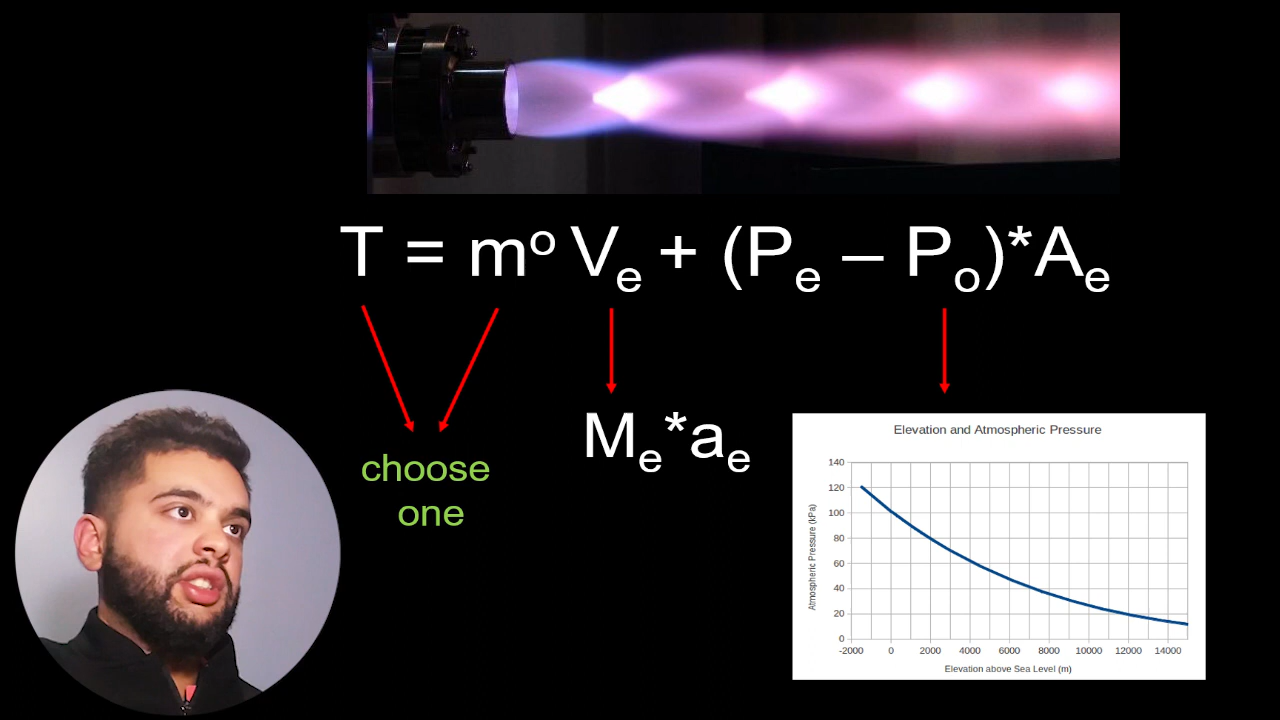 T = mº Vₑ + (Pₑ – Pₒ)*Aₑ
choose
one
Mₑ*aₑ
Elevation and Atmospheric Pressure
Atmospheric Pressure (kPa)
140
120
100
80
60
40
20
0
-2000 0 2000 4000 6000 8000 10000 12000 14000
Elevation above Sea Level (m)